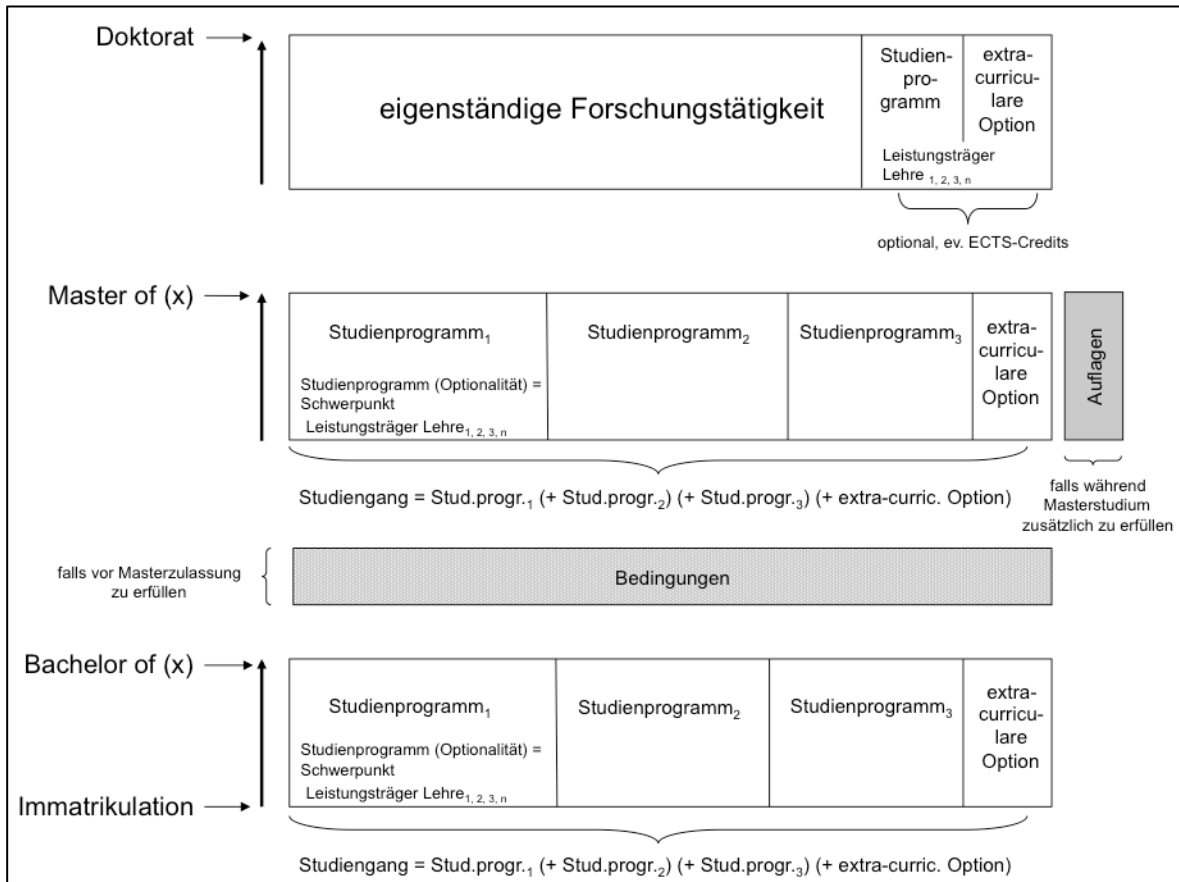 Doktorat
eigenständige Forschungstätigkeit
Studien-
pro-
gramm
extra-
curricu-
lare
Option
Leistungsträger
Lehre 1, 2, 3, n
optional, ev. ECTS-Credits
Master of (x)
Studienprogramm1
Studienprogramm (Optionalität) =
Schwerpunkt
Leistungsträger Lehre1, 2, 3, n
Studienprogramm2
Studienprogramm3
extra-
curricu-
lare
Option
Auflagen
Studiengang = Stud.progr.1 (+ Stud.progr.2) (+ Stud.progr.3) (+ extra-curric. Option)
falls während
Masterstudium
zusätzlich zu erfüllen
falls vor Masterzulassung
zu erfüllen
Bedingungen
Bachelor of (x)
Studienprogramm1
Studienprogramm (Optionalität) =
Schwerpunkt
Leistungsträger Lehre1, 2, 3, n
Studienprogramm2
Studienprogramm3
extra-
curricu-
lare
Option
Immatrikulation
Studiengang = Stud.progr.1 (+ Stud.progr.2) (+ Stud.progr.3) (+ extra-curric. Option)